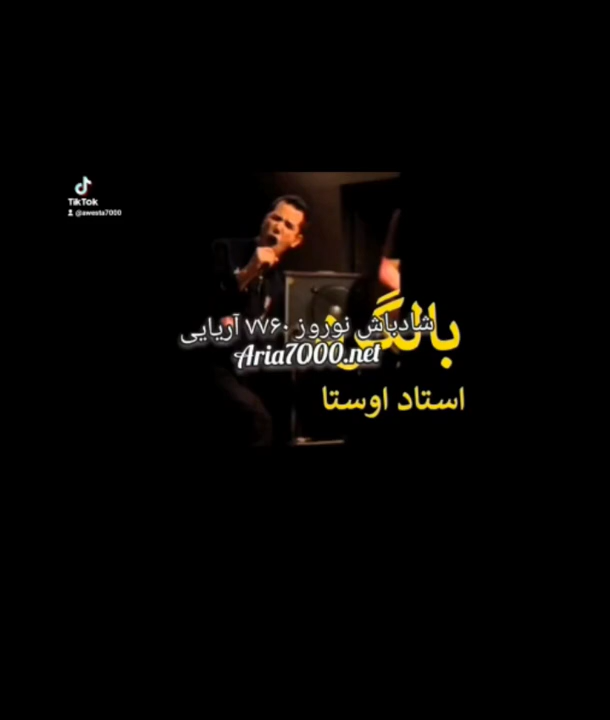 TikTok
@awesta7000
شادباش نوروز ۷۷۶۰ آریایی
Aria7000.net
استاد اوستا